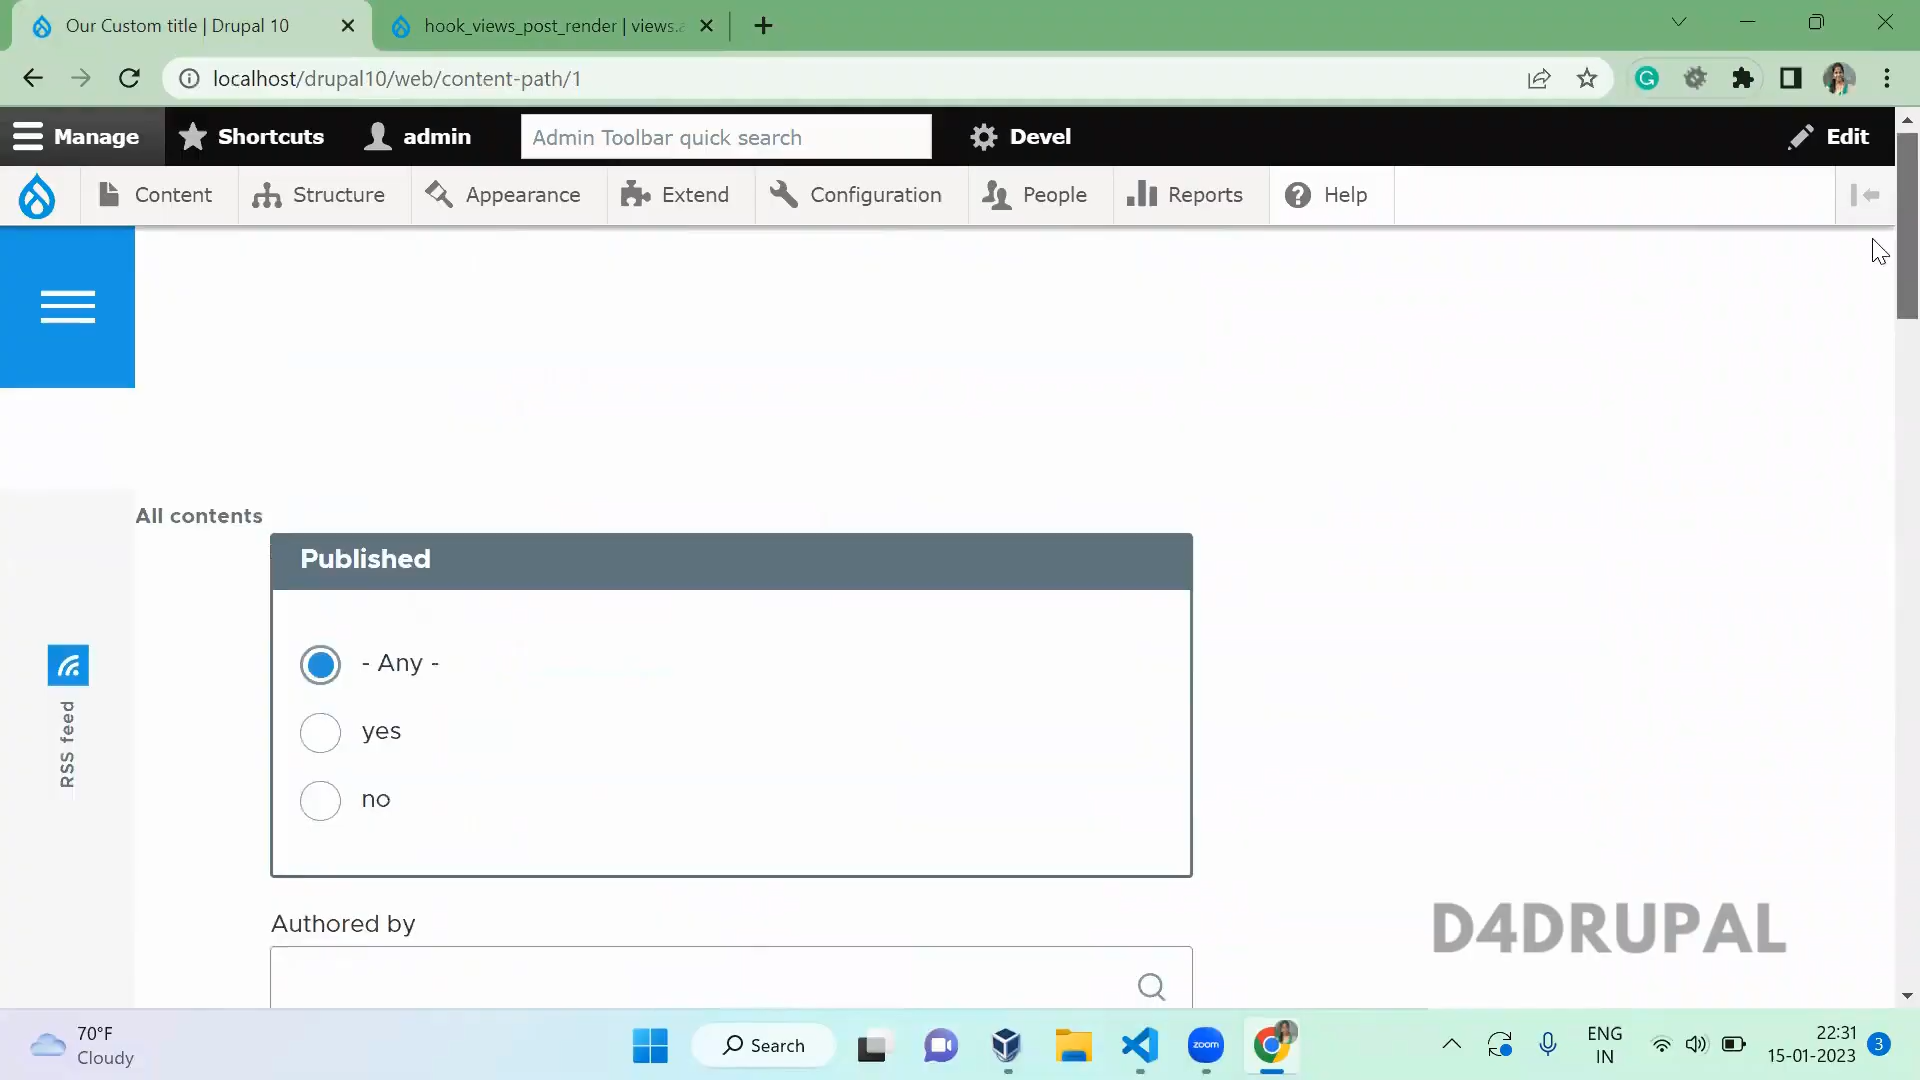 Our Custom title | Drupal 10
hook_views_post_render | views.a
localhost/drupal10/web/content-path/1
Manage
Shortcuts
admin
Admin Toolbar quick search
Devel
Edit
Content
Structure
Appearance
Extend
Configuration
People
Reports
Help
All contents
Published
- Any -
yes
no
RSS feed
Authored by
D4DRUPAL
70°F
Cloudy
Search
zoom
ENG
IN
22:31
15-01-2023
3